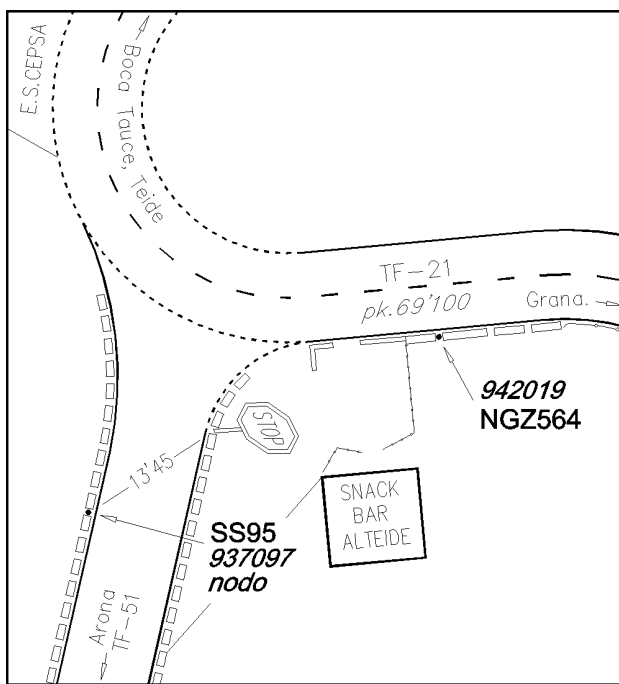 E.S.CEPSA
Boca Tauce, Teide
TF-21
pk.69'100
Grana.
942019
NGZ564
STOP
13'45
SNACK
BAR
ALTEIDE
SS95
937097
nodo
Arona
TF-51